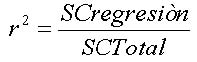 r² = SCregresiòn / SCTotal